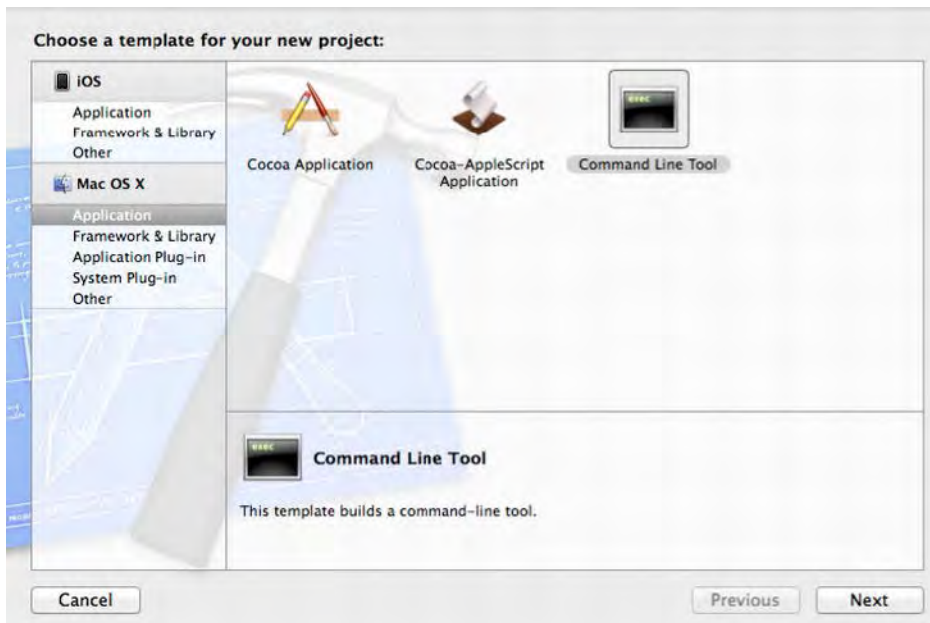 Choose a template for your new project:
iOS
Application
Framework & Library
Other
Mac OS X
Application
Framework & Library
Application Plug-in
System Plug-in
Other
Cocoa Application
Cocoa-AppleScript
Application
exec
Command Line Tool
exec
Command Line Tool
This template builds a command-line tool.
Cancel
Previous
Next